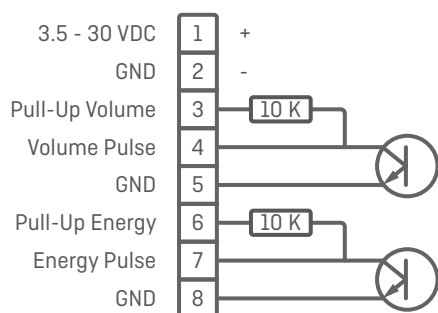 3.5 - 30 VDC 1 +
GND 2 -
Pull-Up Volume 3 10 K
Volume Pulse 4
GND 5
Pull-Up Energy 6 10 K
Energy Pulse 7
GND 8